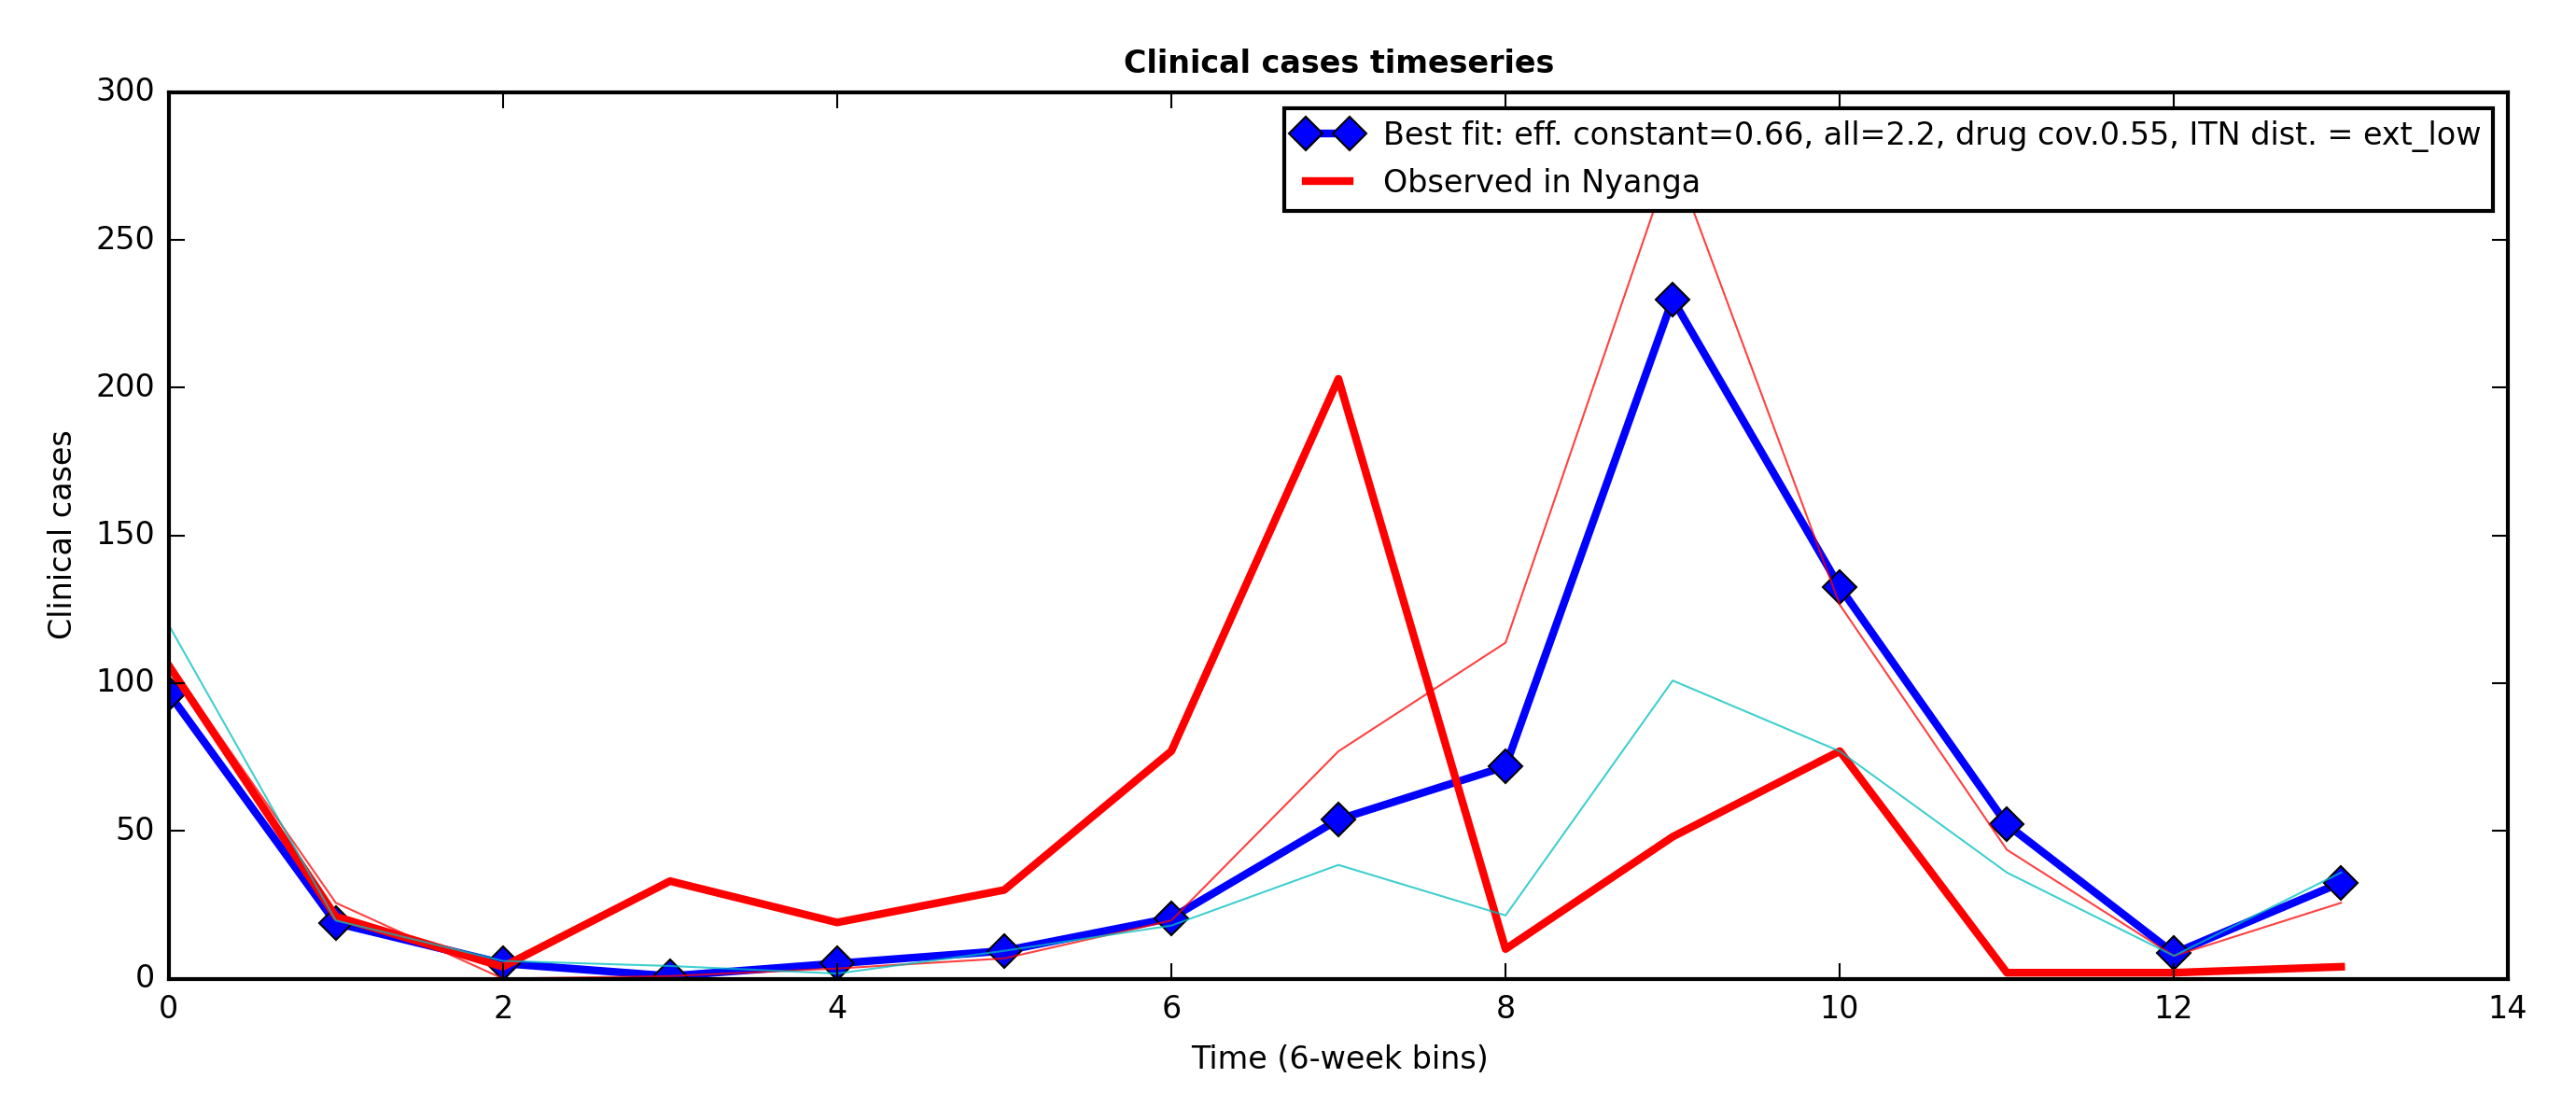 Clinical cases timeseries
300
250
200
150
100
50
0
Clinical cases
Best fit: eff. constant=0.66, all=2.2, drug cov.0.55, ITN dist. = ext_low
Observed in Nyanga
0 2 4 6 8 10 12 14
Time (6-week bins)